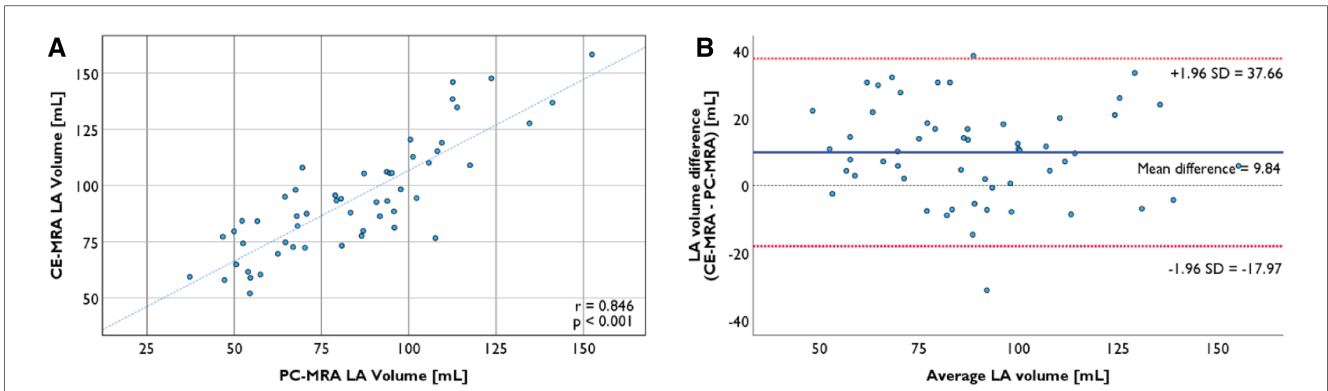 A
CE-MRA LA Volume [mL]
150
125
100
75
50
25
50
75
100
125
150
PC-MRA LA Volume [mL]
r = 0.846
p < 0.001
B
LA volume difference
(CE-MRA - PC-MRA) [mL]
40
20
0
-20
-40
50
75
100
125
150
Average LA volume [mL]
+1.96 SD = 37.66
Mean difference = 9.84
-1.96 SD = -17.97